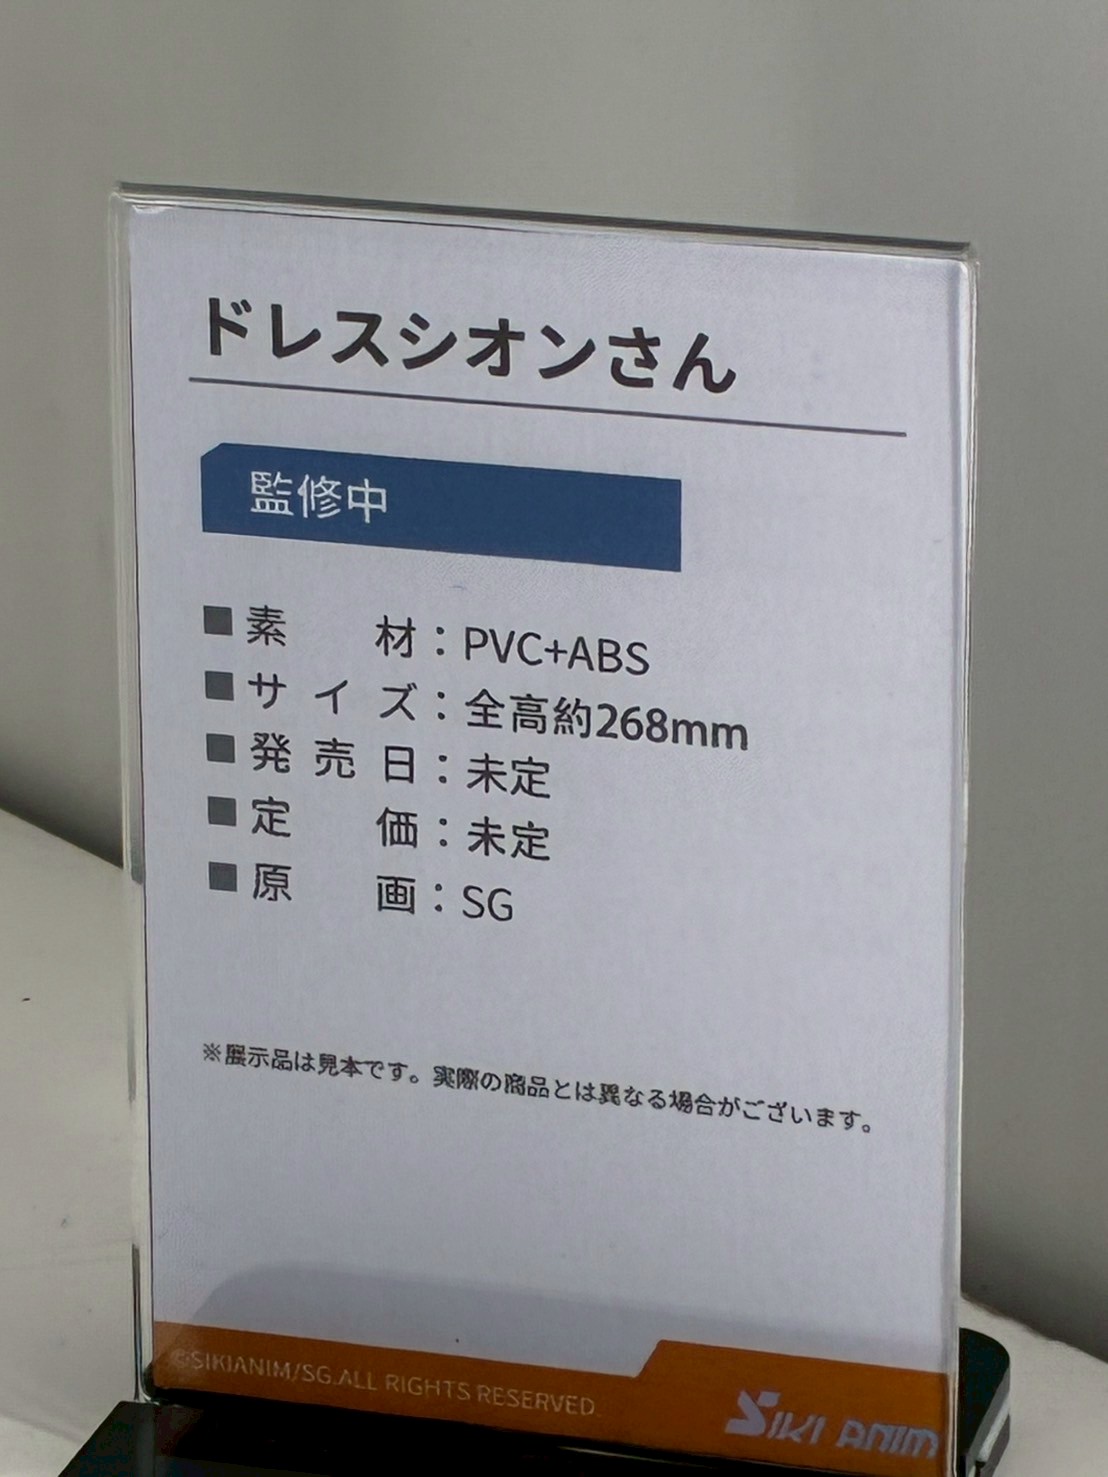 ドレスシオンさん
監修中
■素　材：PVC+ABS
■サイズ：全高約268mm
■発売日：未定
■定　価：未定
■原　画：SG
※展示品は見本です。実際の商品とは異なる場合がございます。
©SIKIANIM/SG.ALL RIGHTS RESERVED.
SIKI ANIM